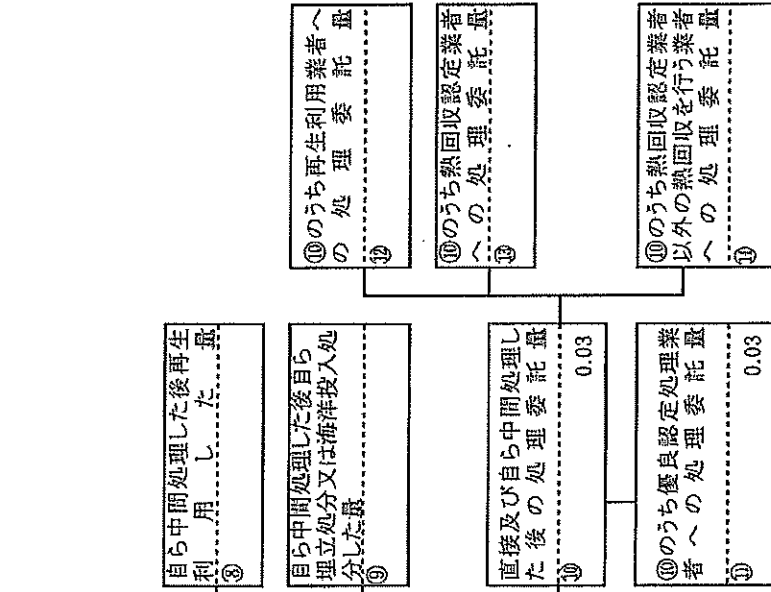 自ら中間処理した後再生
利用した量
⑧
自ら中間処理した後自ら
埋立処分又は海洋投入処
分した量
⑨
直接及び自ら中間処理し
た後の処理委託量
⑩ 0.03
⑩のうち優良認定処理業
者への処理委託量
⑪ 0.03
⑩のうち再生利用業者へ
の処理委託量
⑫
⑩のうち熱回収認定業者
への処理委託量
⑬
⑩のうち熱回収認定業者
以外の熱回収を行う業者
への処理委託量
⑭